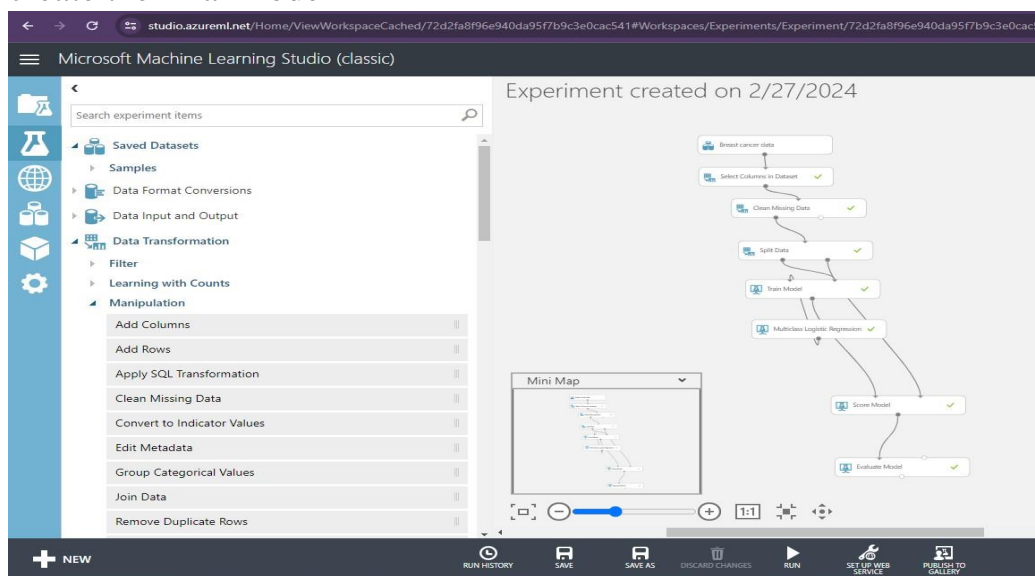 studio.azureml.net/Home/ViewWorkspaceCached/72d2fa8f96e940da95f7b9c3e0cac541#Workspaces/Experiments/Experiment/72d2fa8f96e940da95f7b9c3e0cac
Microsoft Machine Learning Studio (classic)
Search experiment items
Saved Datasets
Samples
Data Format Conversions
Data Input and Output
Data Transformation
Filter
Learning with Counts
Manipulation
Add Columns
Add Rows
Apply SQL Transformation
Clean Missing Data
Convert to Indicator Values
Edit Metadata
Group Categorical Values
Join Data
Remove Duplicate Rows
Experiment created on 2/27/2024
Breast cancer data
Select Columns in Dataset
Clean Missing Data
Split Data
Train Model
Multiclass Logistic Regression
Score Model
Evaluate Model
Mini Map
1:1
NEW
RUN HISTORY
SAVE
SAVE AS
DISCARD CHANGES
RUN
SET UP WEB
SERVICE
PUBLISH TO
GALLERY